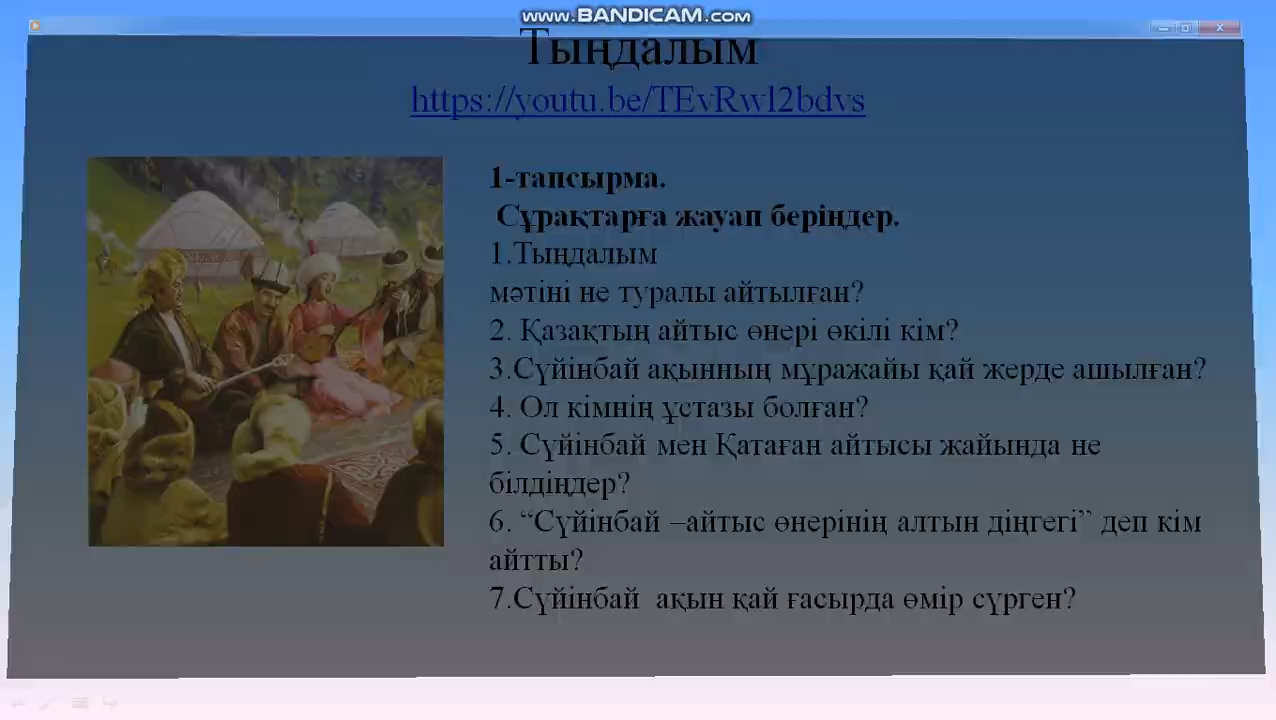 www.BANDICAM.com
Тыңдалым
https://youtu.be/TEvRwl2bdvs
1-тапсырма.
Сұрақтарға жауап беріңдер.
1.Тыңдалым
мәтіні не туралы айтылған?
2. Қазақтың айтыс өнері өкілі кім?
3.Сүйінбай ақынның мұражайы қай жерде ашылған?
4. Ол кімнің ұстазы болған?
5. Сүйінбай мен Қатаған айтысы жайында не
білдіңдер?
6. “Сүйінбай –айтыс өнерінің алтын діңгегі” деп кім
айтты?
7.Сүйінбай ақын қай ғасырда өмір сүрген?